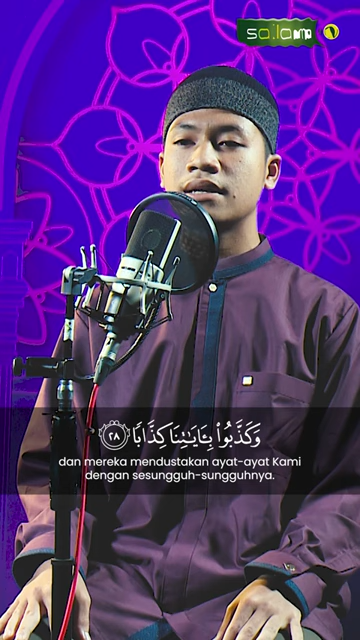 salam
وَكَذَّبُوا۟ بِـَٔايَـٰتِنَا كِذَّابًا ٢٨
dan mereka mendustakan ayat-ayat Kami
dengan sesungguh-sungguhnya.